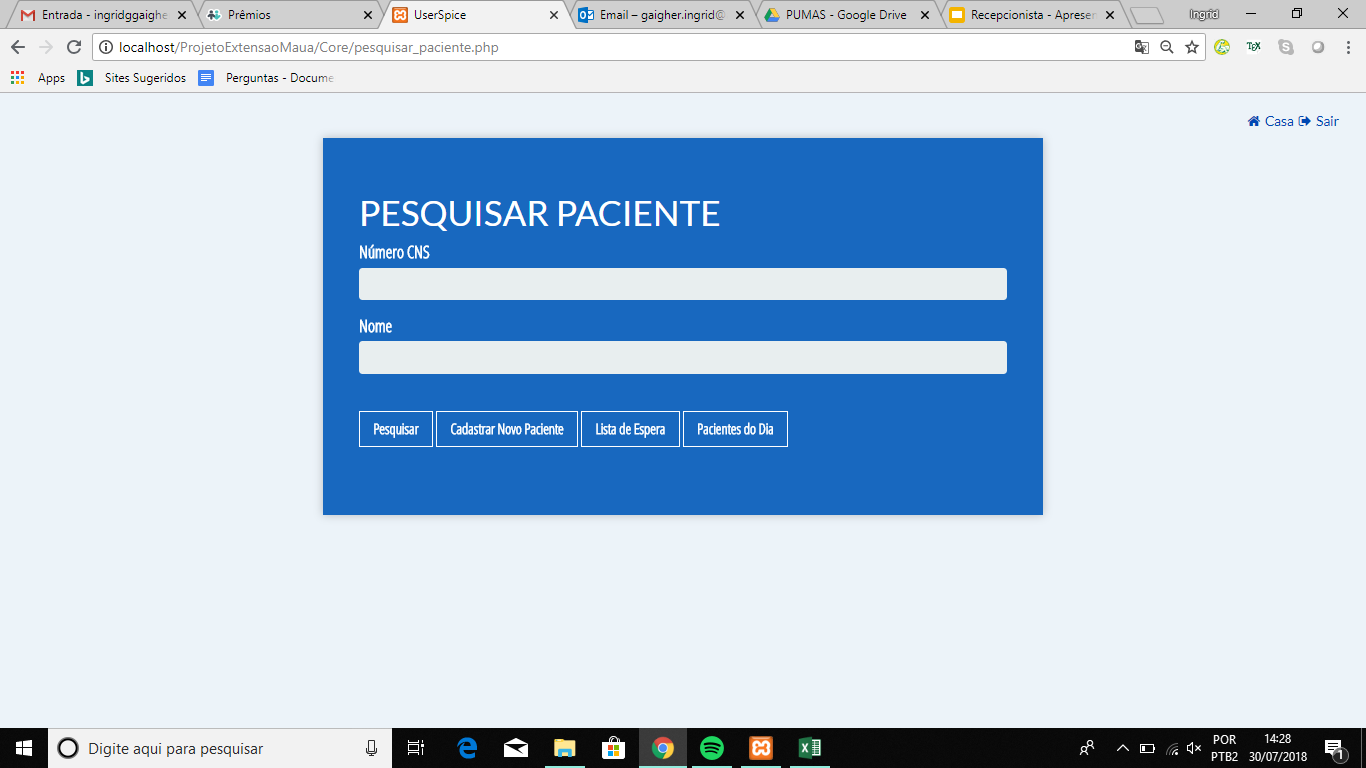 Entrada - ingridggaighe Prêmios UserSpice Email – gaigher.ingrid@ PUMAS - Google Drive Recepcionista - Apresen Ingrid
localhost/ProjetoExtensaoMaua/Core/pesquisar_paciente.php
Apps Sites Sugeridos Perguntas - Docume
Casa Sair
PESQUISAR PACIENTE
Número CNS
Nome
Pesquisar Cadastrar Novo Paciente Lista de Espera Pacientes do Dia
Digite aqui para pesquisar
POR 14:28
PTB2 30/07/2018 1